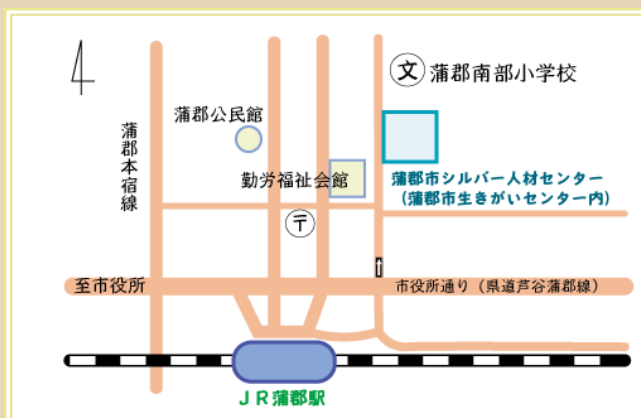 文 蒲郡南部小学校
蒲郡公民館
蒲郡本宿線
勤労福祉会館
蒲郡市シルバー人材センター
（蒲郡市生きがいセンター内）
〒
至市役所
市役所通り（県道芦谷蒲郡線）
ＪＲ蒲郡駅